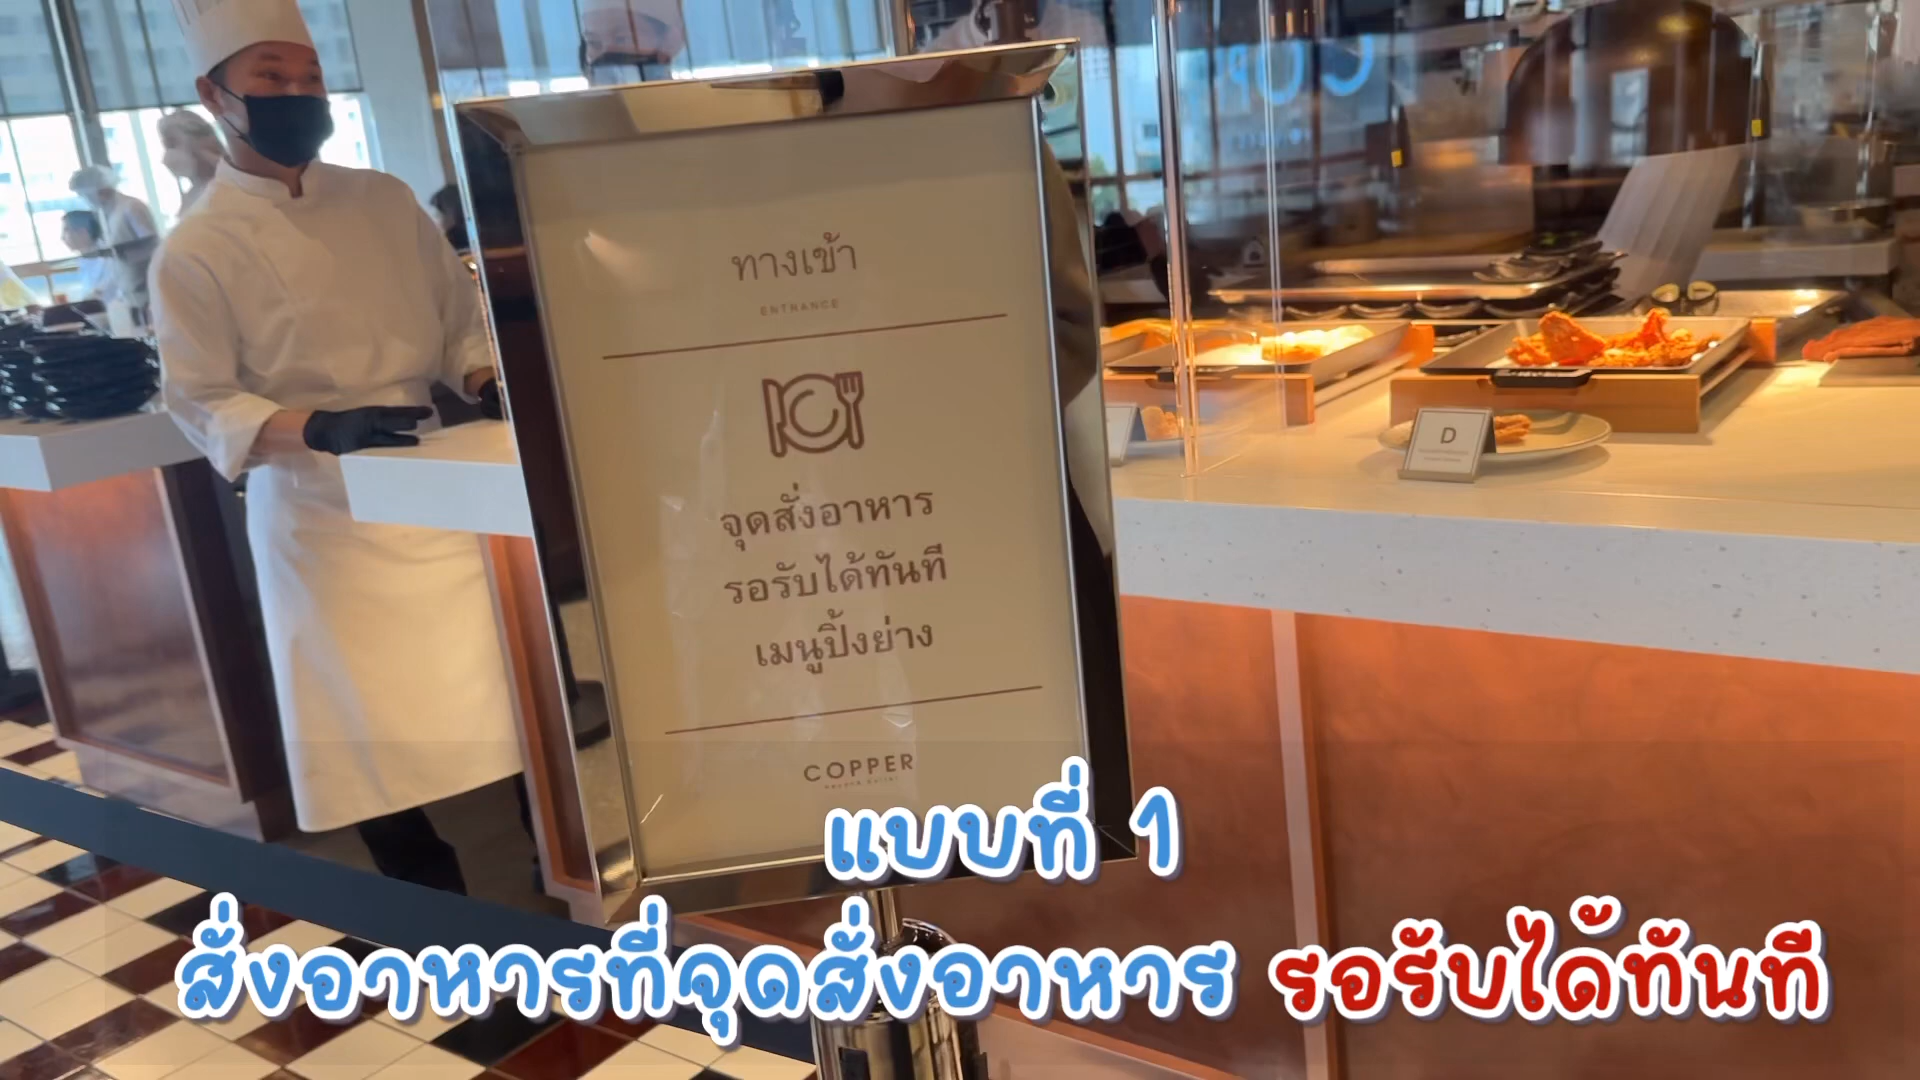 ทางเข้า
ENTRANCE
จุดสั่งอาหาร
รอรับได้ทันที
เมนูปิ้งย่าง
COPPER
D
แบบที่ 1
สั่งอาหารที่จุดสั่งอาหาร รอรับได้ทันที